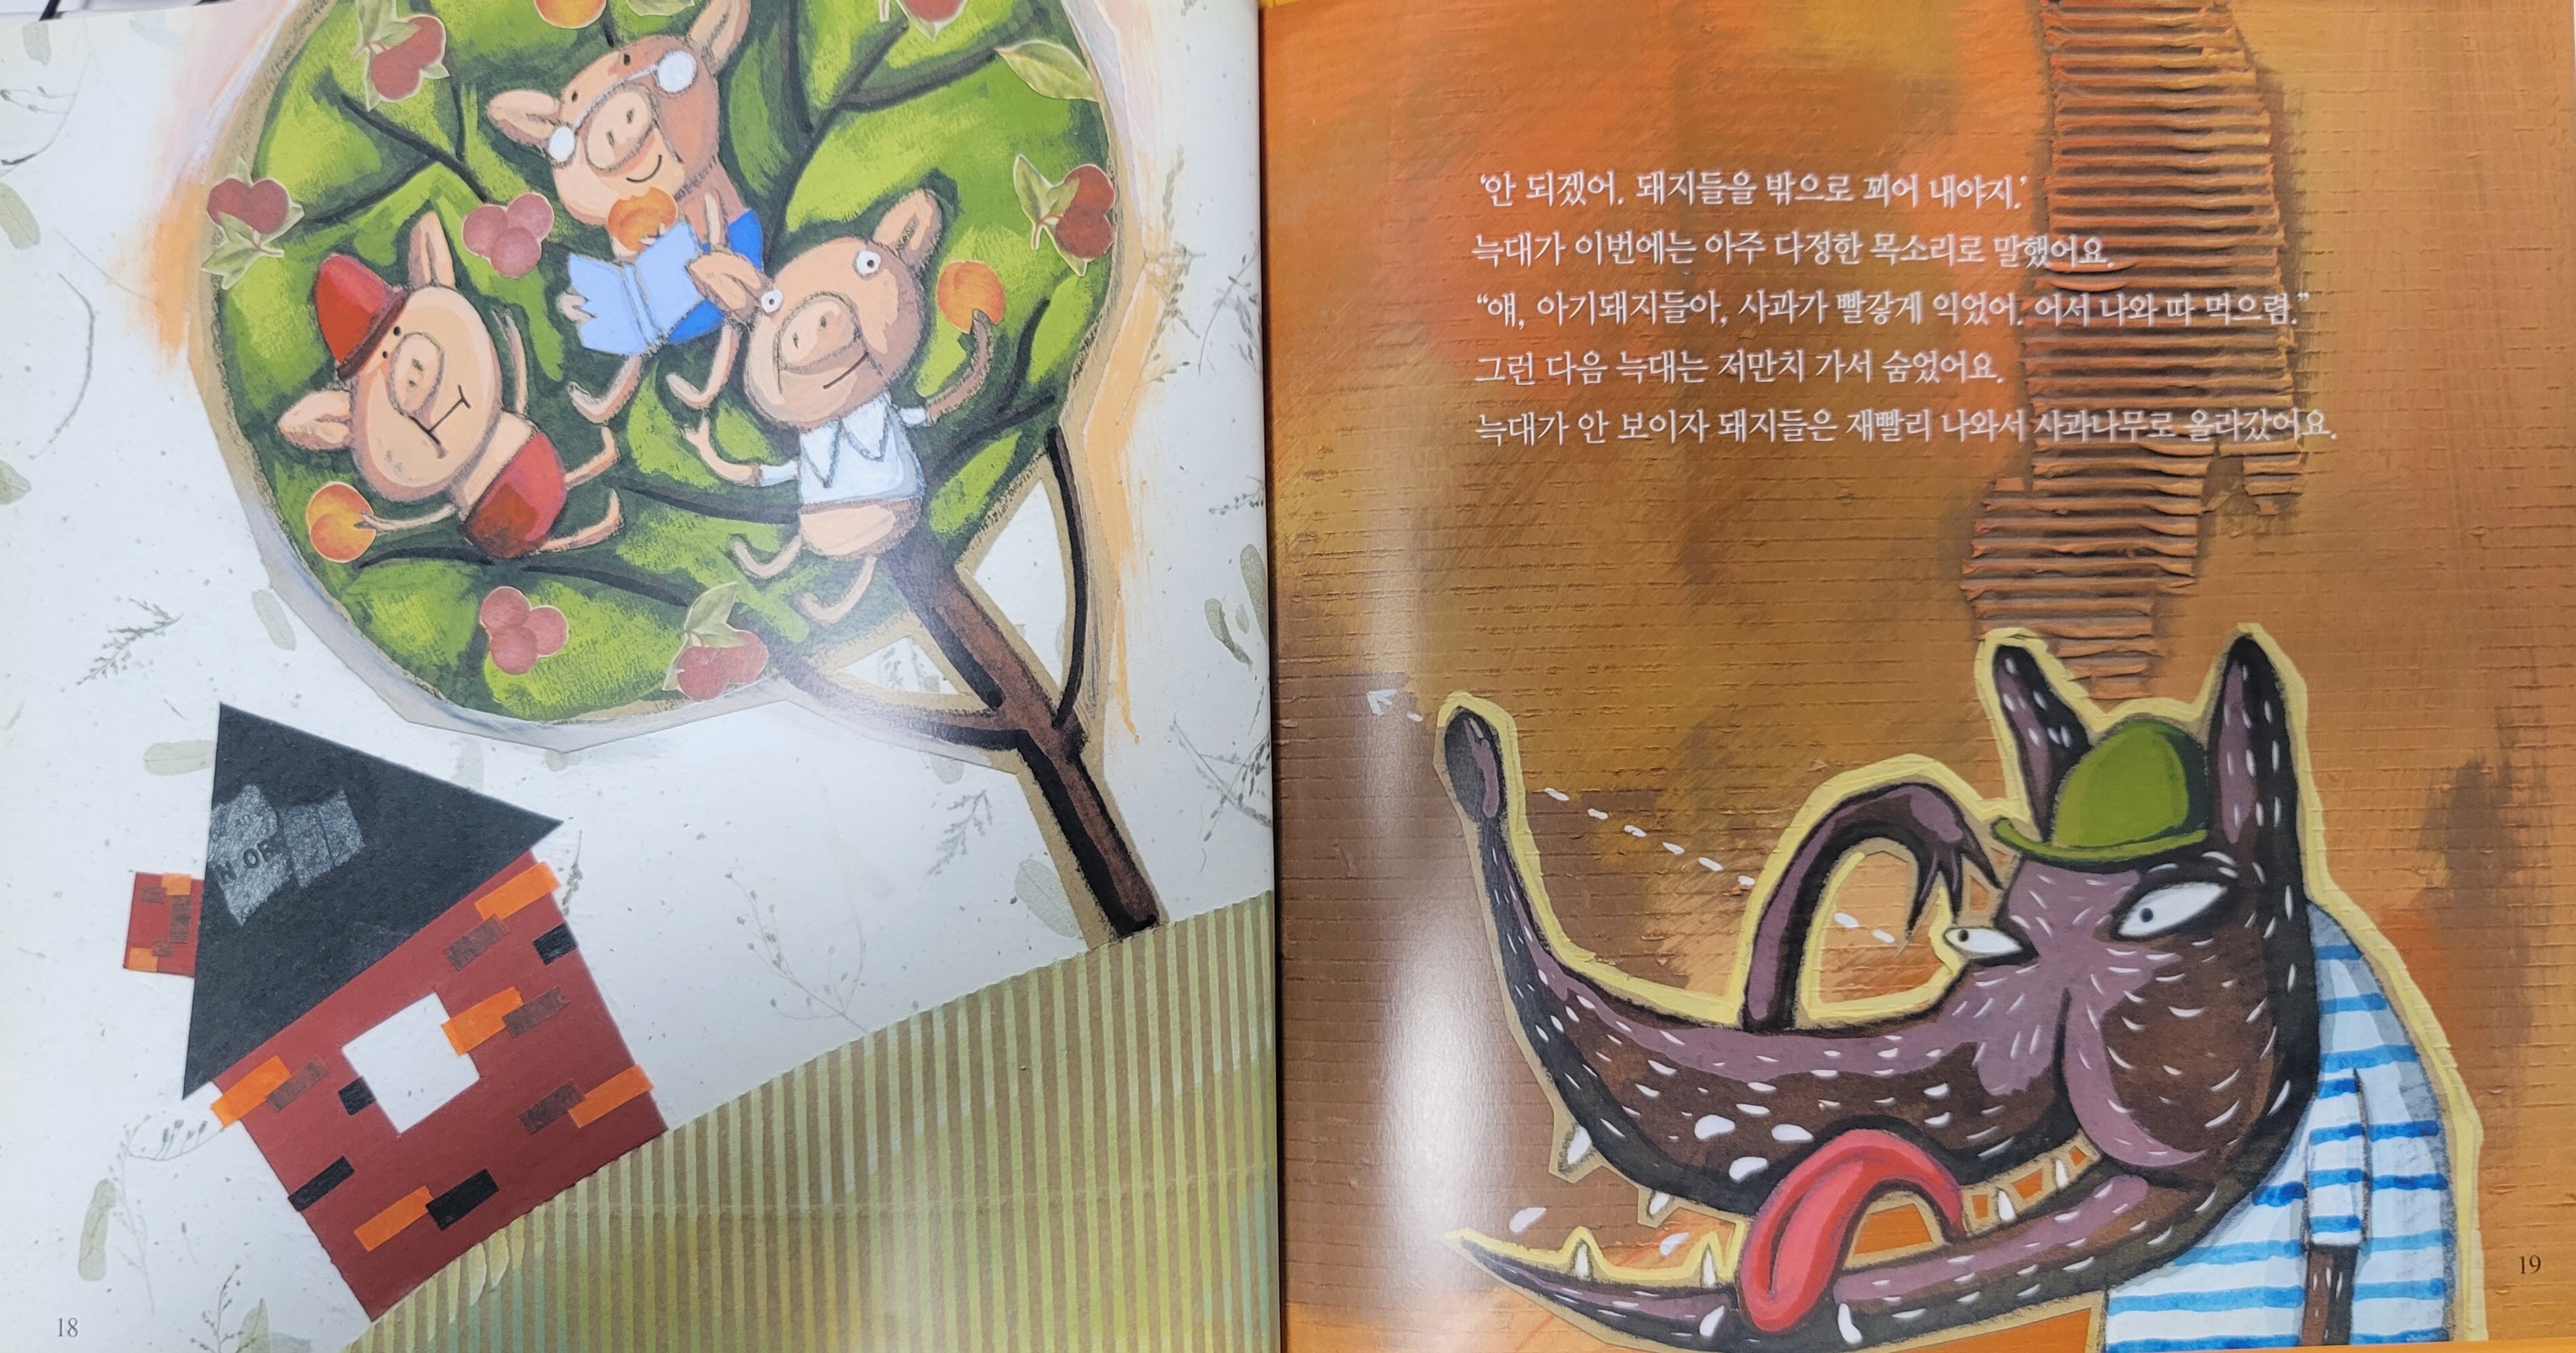 ‘안 되겠어. 돼지들을 밖으로 꾀어 내야지.’
늑대가 이번에는 아주 다정한 목소리로 말했어요.
“얘, 아기돼지들아, 사과가 빨갛게 익었어. 어서 나와 따 먹으렴.”
그런 다음 늑대는 저만치 가서 숨었어요.
늑대가 안 보이자 돼지들은 재빨리 나와서 사과나무로 올라갔어요.
18
19